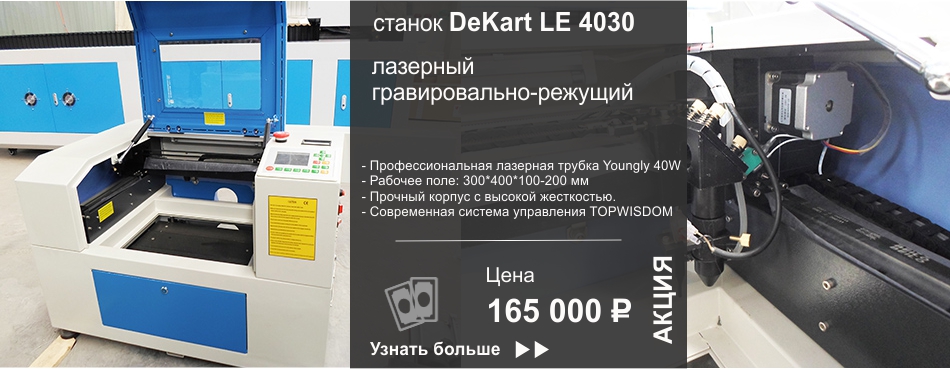 станок DeKart LE 4030
лазерный
гравировально-режущий
- Профессиональная лазерная трубка Youngly 40W
- Рабочее поле: 300*400*100-200 мм
- Прочный корпус с высокой жесткостью.
- Современная система управления TOPWISDOM
Цена
165 000 ₽
АКЦИЯ
Узнать больше